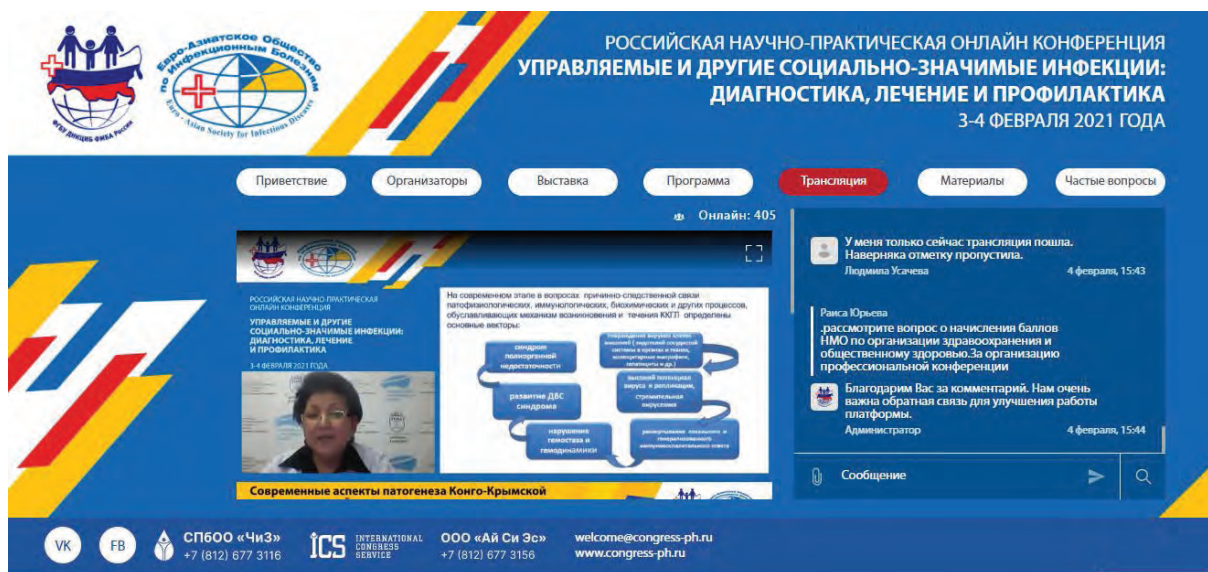 ФГБУ ДНКЦИБ ФМБА России
Евро-Азиатское Общество
по Инфекционным Болезням
Euro - Asian Society for Infectious Diseases
РОССИЙСКАЯ НАУЧНО-ПРАКТИЧЕСКАЯ ОНЛАЙН КОНФЕРЕНЦИЯ
УПРАВЛЯЕМЫЕ И ДРУГИЕ СОЦИАЛЬНО-ЗНАЧИМЫЕ ИНФЕКЦИИ:
ДИАГНОСТИКА, ЛЕЧЕНИЕ И ПРОФИЛАКТИКА
3-4 ФЕВРАЛЯ 2021 ГОДА
Приветствие
Организаторы
Выставка
Программа
Трансляция
Материалы
Частые вопросы
Онлайн: 405
РОССИЙСКАЯ НАУЧНО-ПРАКТИЧЕСКАЯ
ОНЛАЙН КОНФЕРЕНЦИЯ
УПРАВЛЯЕМЫЕ И ДРУГИЕ
СОЦИАЛЬНО-ЗНАЧИМЫЕ ИНФЕКЦИИ:
ДИАГНОСТИКА, ЛЕЧЕНИЕ
И ПРОФИЛАКТИКА
3-4 ФЕВРАЛЯ 2021 ГОДА
На современном этапе в вопросах причинно-следственной связи
патофизиологических, иммунологических, биохимических и других процессов,
обуславливающих механизм возникновения и течения ККГЛ определены
основные векторы:
синдром
полиорганной
недостаточности
развитие ДВС
синдрома
нарушение
гемостаза и
гемодинамики
высокий потенциал
вируса к репликации,
стремительная
вирусемия
Современные аспекты патогенеза Конго-Крымской
У меня только сейчас трансляция пошла.
Наверняка отметку пропустила.
Людмила Усачева
4 февраля, 15:43
Раиса Юрьева
.рассмотрите вопрос о начисления баллов
НМО по организации здравоохранения и
общественному здоровью.За организацию
профессиональной конференции
Благодарим Вас за комментарий. Нам очень
важна обратная связь для улучшения работы
платформы.
Администратор
4 февраля, 15:44
Сообщение
VK
FB
СПбОО «ЧиЗ»
+7 (812) 677 3116
ICS
INTERNATIONAL
CONGRESS
SERVICE
ООО «Ай Си Эс»
+7 (812) 677 3156
welcome@congress-ph.ru
www.congress-ph.ru